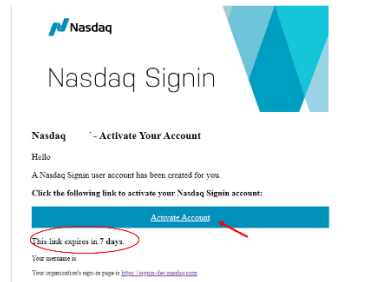 Nasdaq
Nasdaq Signin
Nasdaq - Activate Your Account
Hello
A Nasdaq Signin user account has been created for you.
Click the following link to activate your Nasdaq Signin account:
Activate Account
This link expires in 7 days.
Your username is
Your organization's sign-in page is https://signin-dev.nasdaq.com